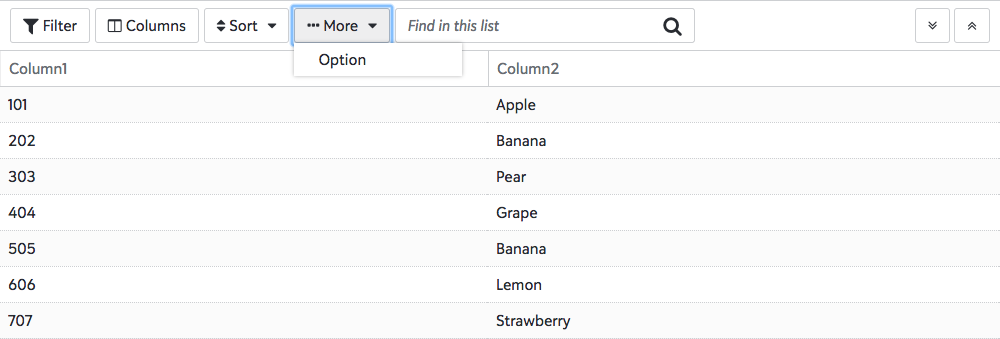 Filter Columns Sort More Find in this list
Option
Column1 Column2
101 Apple
202 Banana
303 Pear
404 Grape
505 Banana
606 Lemon
707 Strawberry